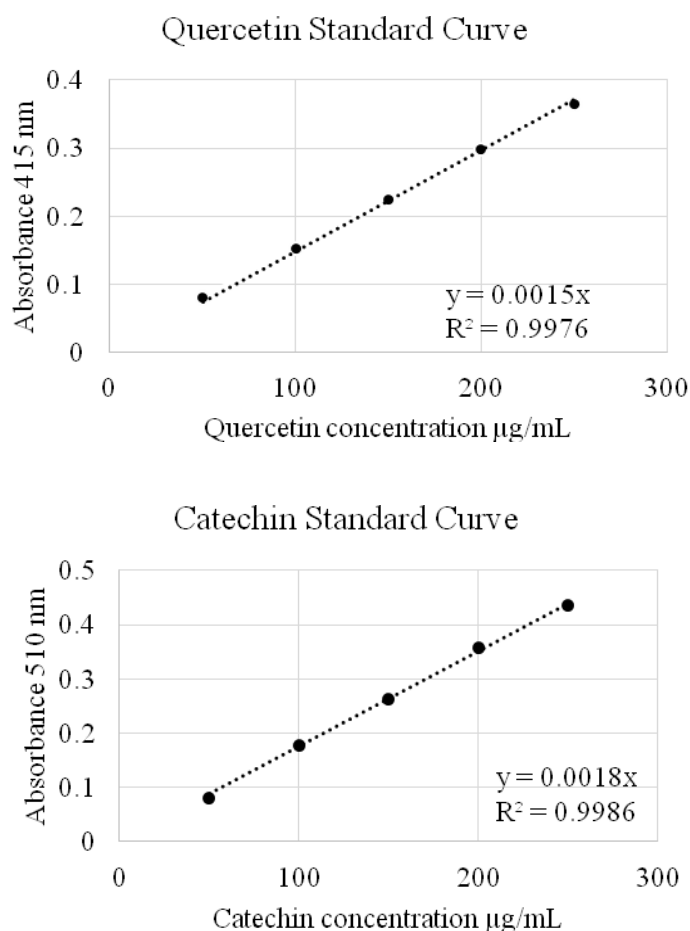 Quercetin Standard Curve
0.4
0.3
0.2
0.1
0
Absorbance 415 nm
y = 0.0015x
R² = 0.9976
0 100 200 300
Quercetin concentration µg/mL
Catechin Standard Curve
0.5
0.4
0.3
0.2
0.1
0
Absorbance 510 nm
y = 0.0018x
R² = 0.9986
0 100 200 300
Catechin concentration µg/mL